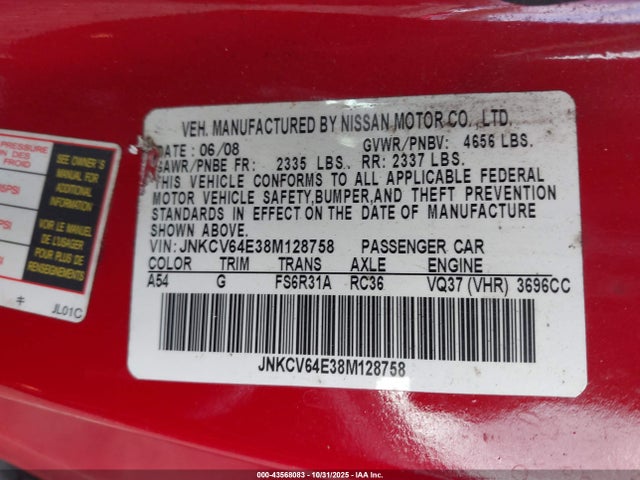 VEH. MANUFACTURED BY NISSAN MOTOR CO., LTD.
DATE : 06/08 GVWR/PNBV: 4656 LBS.
GAWR/PNBE FR: 2335 LBS., RR: 2337 LBS.
THIS VEHICLE CONFORMS TO ALL APPLICABLE FEDERAL
MOTOR VEHICLE SAFETY,BUMPER,AND THEFT PREVENTION
STANDARDS IN EFFECT ON THE DATE OF MANUFACTURE
SHOWN ABOVE.
VIN: JNKCV64E38M128758 PASSENGER CAR
COLOR TRIM TRANS AXLE ENGINE
A54 G FS6R31A RC36 VQ37 (VHR) 3696CC
JNKCV64E38M128758
PRESSURE
SEE OWNER'S
MANUAL FOR
ADDITIONAL
INFORMATION
VOIR LE MANUEL
DE L'USAGER
POUR PLUS DE
RENSEIGNEMENTS
JL01C
000-43568083 - 10/31/2025 - IAA, Inc.